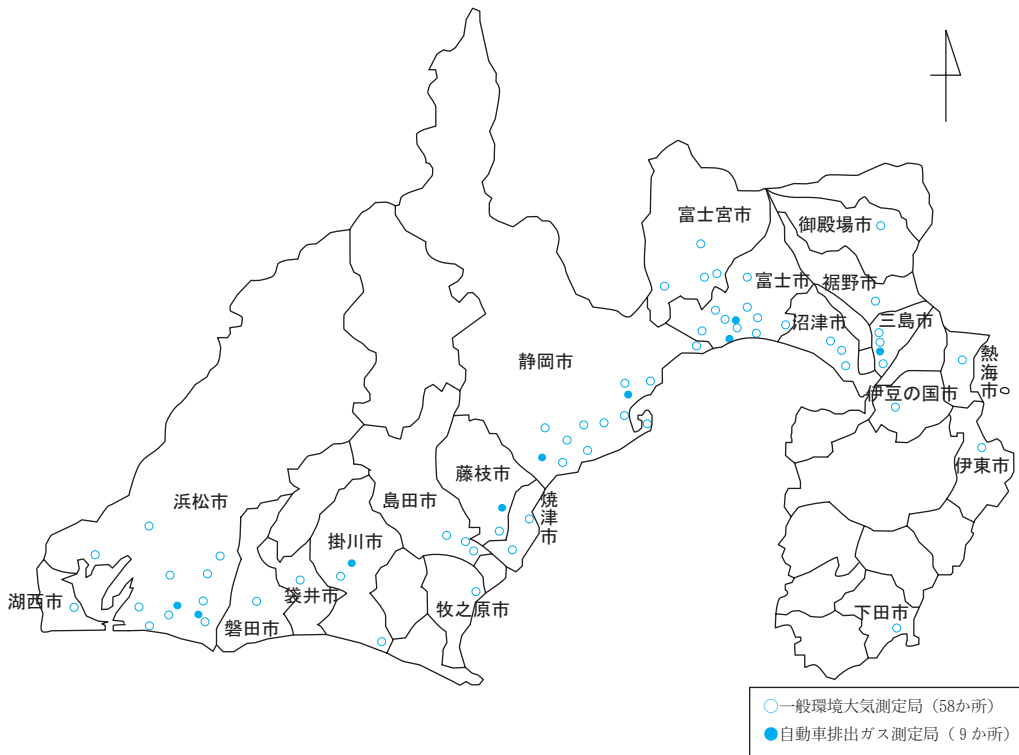 富士宮市
御殿場市
富士市
裾野市
沼津市
三島市
熱海市
静岡市
伊豆の国市
伊東市
藤枝市
焼津市
島田市
浜松市
掛川市
湖西市
袋井市
牧之原市
磐田市
下田市
○一般環境大気測定局（58か所）
●自動車排出ガス測定局（9か所）